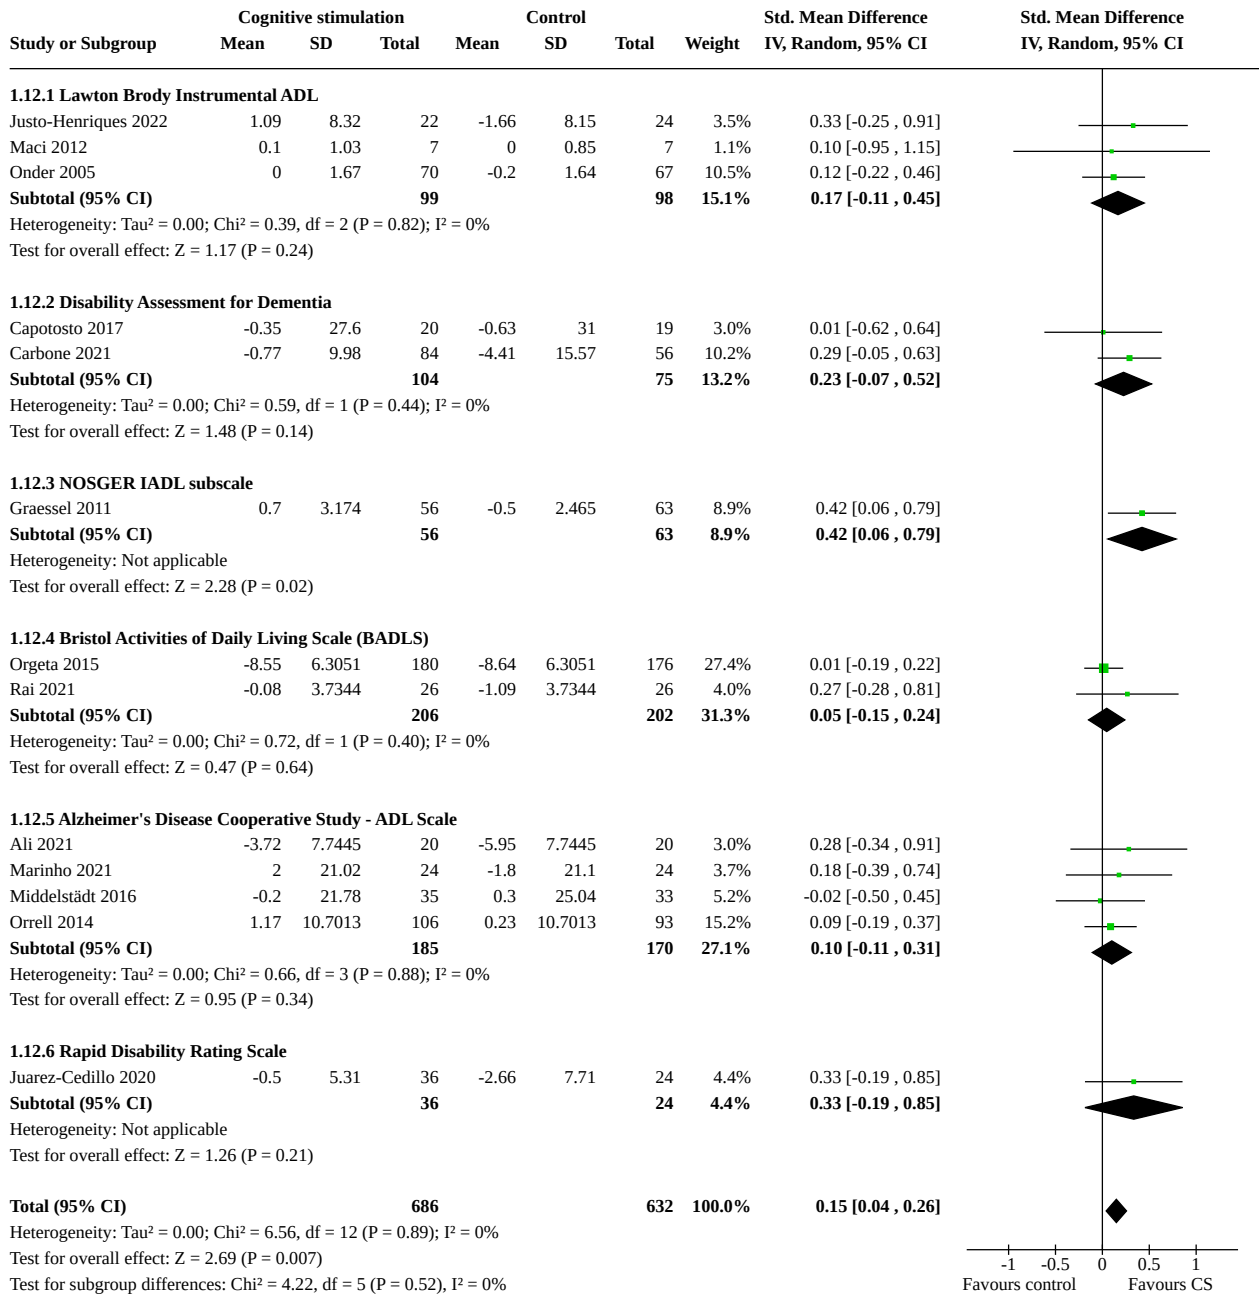 Cognitive stimulation Control Std. Mean Difference Std. Mean Difference
Study or Subgroup Mean SD Total Mean SD Total Weight IV, Random, 95% CI IV, Random, 95% CI
1.12.1 Lawton Brody Instrumental ADL
Justo-Henriques 2022 1.09 8.32 22 -1.66 8.15 24 3.5% 0.33 [-0.25 , 0.91]
Maci 2012 0.1 1.03 7 0 0.85 7 1.1% 0.10 [-0.95 , 1.15]
Onder 2005 0 1.67 70 -0.2 1.64 67 10.5% 0.12 [-0.22 , 0.46]
Subtotal (95% CI) 99 98 15.1% 0.17 [-0.11 , 0.45]
Heterogeneity: Tau² = 0.00; Chi² = 0.39, df = 2 (P = 0.82); I² = 0%
Test for overall effect: Z = 1.17 (P = 0.24)
1.12.2 Disability Assessment for Dementia
Capotosto 2017 -0.35 27.6 20 -0.63 31 19 3.0% 0.01 [-0.62 , 0.64]
Carbone 2021 -0.77 9.98 84 -4.41 15.57 56 10.2% 0.29 [-0.05 , 0.63]
Subtotal (95% CI) 104 75 13.2% 0.23 [-0.07 , 0.52]
Heterogeneity: Tau² = 0.00; Chi² = 0.59, df = 1 (P = 0.44); I² = 0%
Test for overall effect: Z = 1.48 (P = 0.14)
1.12.3 NOSGER IADL subscale
Graessel 2011 0.7 3.174 56 -0.5 2.465 63 8.9% 0.42 [0.06 , 0.79]
Subtotal (95% CI) 56 63 8.9% 0.42 [0.06 , 0.79]
Heterogeneity: Not applicable
Test for overall effect: Z = 2.28 (P = 0.02)
1.12.4 Bristol Activities of Daily Living Scale (BADLS)
Orgeta 2015 -8.55 6.3051 180 -8.64 6.3051 176 27.4% 0.01 [-0.19 , 0.22]
Rai 2021 -0.08 3.7344 26 -1.09 3.7344 26 4.0% 0.27 [-0.28 , 0.81]
Subtotal (95% CI) 206 202 31.3% 0.05 [-0.15 , 0.24]
Heterogeneity: Tau² = 0.00; Chi² = 0.72, df = 1 (P = 0.40); I² = 0%
Test for overall effect: Z = 0.47 (P = 0.64)
1.12.5 Alzheimer's Disease Cooperative Study - ADL Scale
Ali 2021 -3.72 7.7445 20 -5.95 7.7445 20 3.0% 0.28 [-0.34 , 0.91]
Marinho 2021 2 21.02 24 -1.8 21.1 24 3.7% 0.18 [-0.39 , 0.74]
Middelstädt 2016 -0.2 21.78 35 0.3 25.04 33 5.2% -0.02 [-0.50 , 0.45]
Orrell 2014 1.17 10.7013 106 0.23 10.7013 93 15.2% 0.09 [-0.19 , 0.37]
Subtotal (95% CI) 185 170 27.1% 0.10 [-0.11 , 0.31]
Heterogeneity: Tau² = 0.00; Chi² = 0.66, df = 3 (P = 0.88); I² = 0%
Test for overall effect: Z = 0.95 (P = 0.34)
1.12.6 Rapid Disability Rating Scale
Juarez-Cedillo 2020 -0.5 5.31 36 -2.66 7.71 24 4.4% 0.33 [-0.19 , 0.85]
Subtotal (95% CI) 36 24 4.4% 0.33 [-0.19 , 0.85]
Heterogeneity: Not applicable
Test for overall effect: Z = 1.26 (P = 0.21)
Total (95% CI) 686 632 100.0% 0.15 [0.04 , 0.26]
Heterogeneity: Tau² = 0.00; Chi² = 6.56, df = 12 (P = 0.89); I² = 0%
Test for overall effect: Z = 2.69 (P = 0.007)
Test for subgroup differences: Chi² = 4.22, df = 5 (P = 0.52), I² = 0%
-1 -0.5 0 0.5 1
Favours control Favours CS